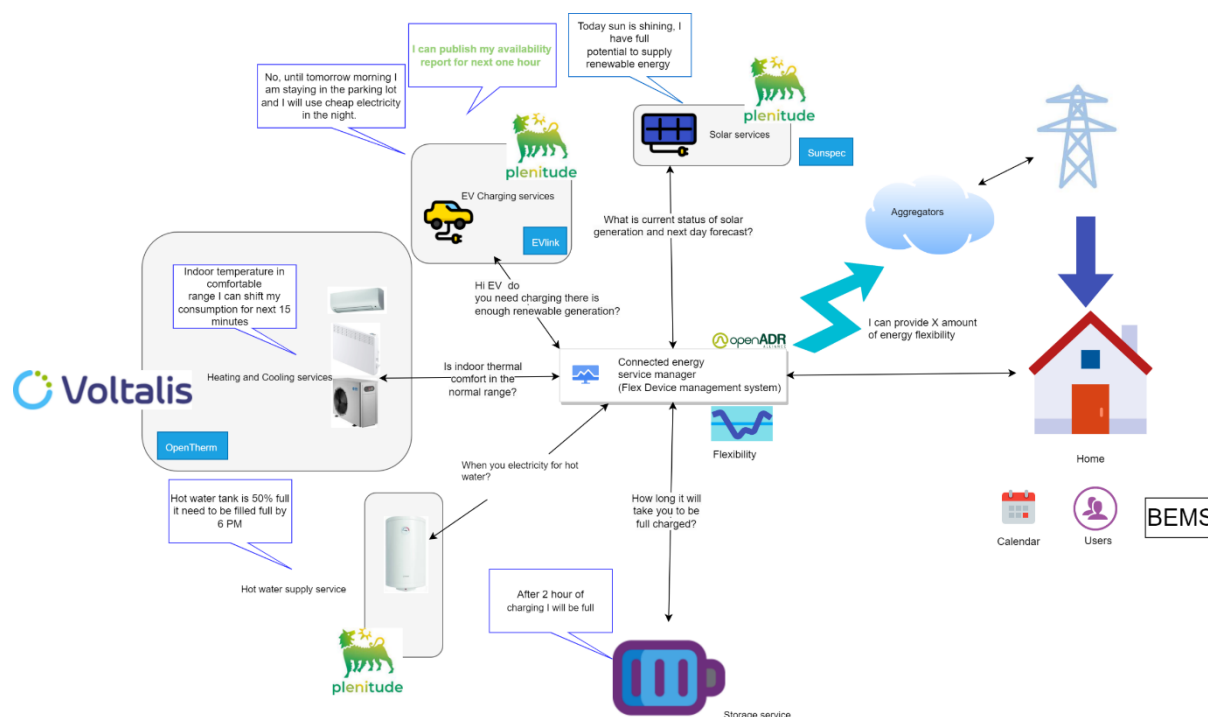 Today sun is shining, I
have full
potential to supply
renewable energy
I can publish my availability
report for next one hour
No, until tomorrow morning I
am staying in the parking lot
and I will use cheap electricity
in the night.
plenitude
Solar services
Sunspec
plenitude
EV Charging services
EVlink
Aggregators
What is current status of solar
generation and next day forecast?
Indoor temperature in
comfortable
range I can shift my
consumption for next 15
minutes
Hi EV do
you need charging there is
enough renewable generation?
I can provide X amount
of energy flexibility
openADR
ALLIANCE
Connected energy
service manager
(Flex Device management system)
Voltalis
Heating and Cooling services
Is indoor thermal
comfort in the
normal range?
OpenTherm
Flexibility
Home
When you electricity for hot
water?
Hot water tank is 50% full
it need to be filled full by
6 PM
How long it will
take you to be
full charged?
Calendar
Users
BEMS
Hot water supply service
plenitude
After 2 hour of
charging I will be full
Storage service